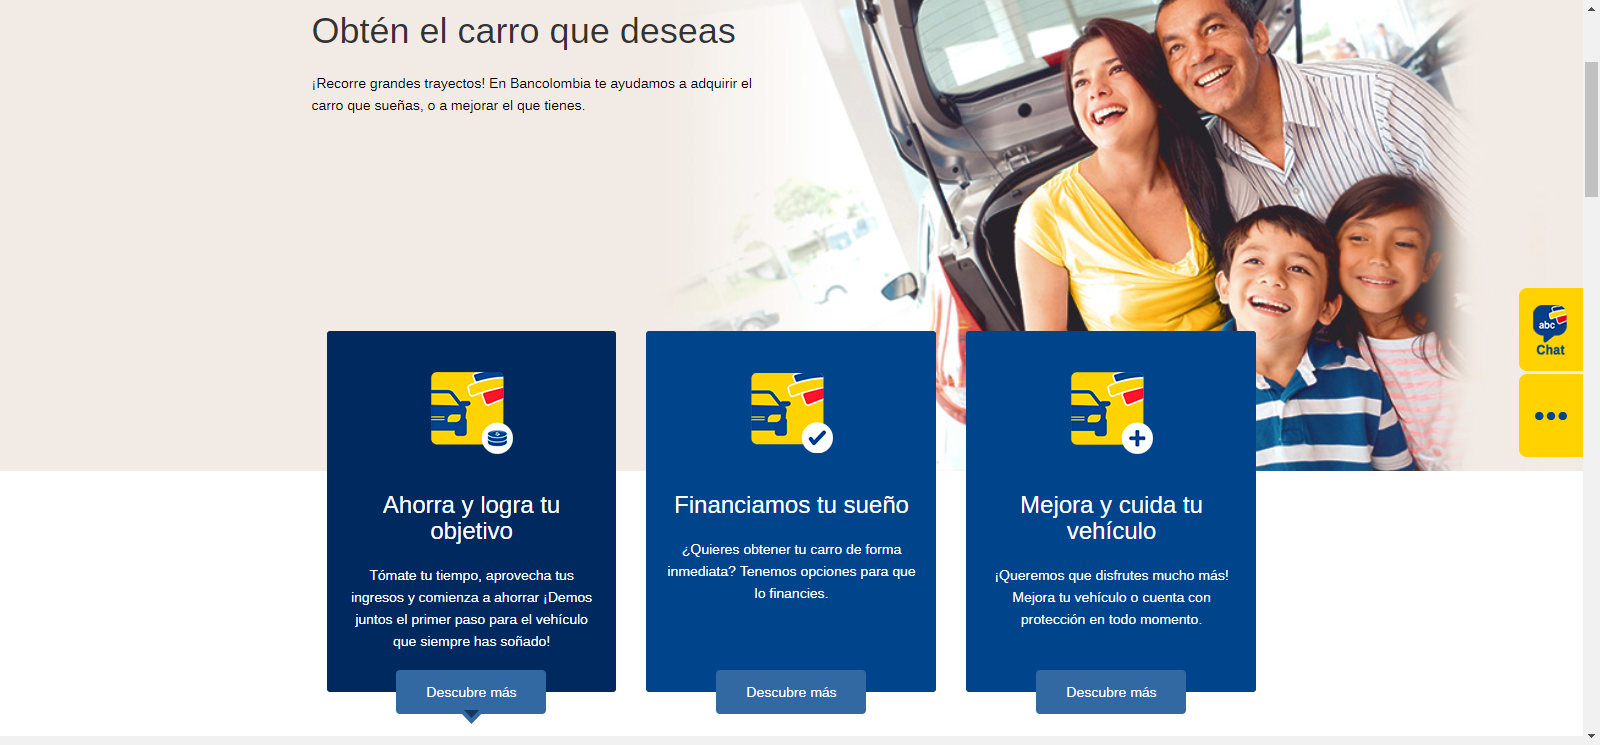 Obtén el carro que deseas
¡Recorre grandes trayectos! En Bancolombia te ayudamos a adquirir el
carro que sueñas, o a mejorar el que tienes.
abc
Chat
Ahorra y logra tu
objetivo
Tómate tu tiempo, aprovecha tus
ingresos y comienza a ahorrar ¡Demos
juntos el primer paso para el vehículo
que siempre has soñado!
Descubre más
Financiamos tu sueño
¿Quieres obtener tu carro de forma
inmediata? Tenemos opciones para que
lo financies.
Descubre más
Mejora y cuida tu
vehículo
¡Queremos que disfrutes mucho más!
Mejora tu vehículo o cuenta con
protección en todo momento.
Descubre más